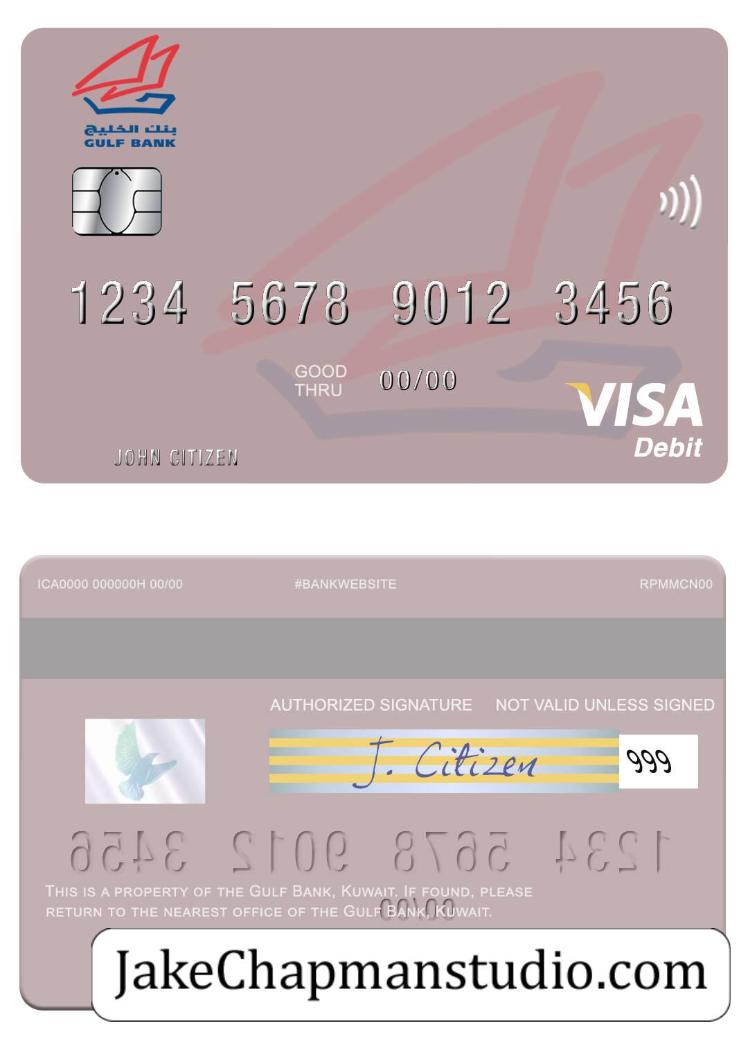 بنك الخليج
GULF BANK
1234 5678 9012 3456
GOOD
THRU 00/00
VISA
Debit
JOHN CITIZEN
ICA0000 000000H 00/00 #BANKWEBSITE RPMMCN00
AUTHORIZED SIGNATURE NOT VALID UNLESS SIGNED
J. Citizen 999
1234 5678 9012 3456
THIS IS A PROPERTY OF THE GULF BANK, KUWAIT. IF FOUND, PLEASE
RETURN TO THE NEAREST OFFICE OF THE GULF BANK, KUWAIT.
00/00
JakeChapmanstudio.com